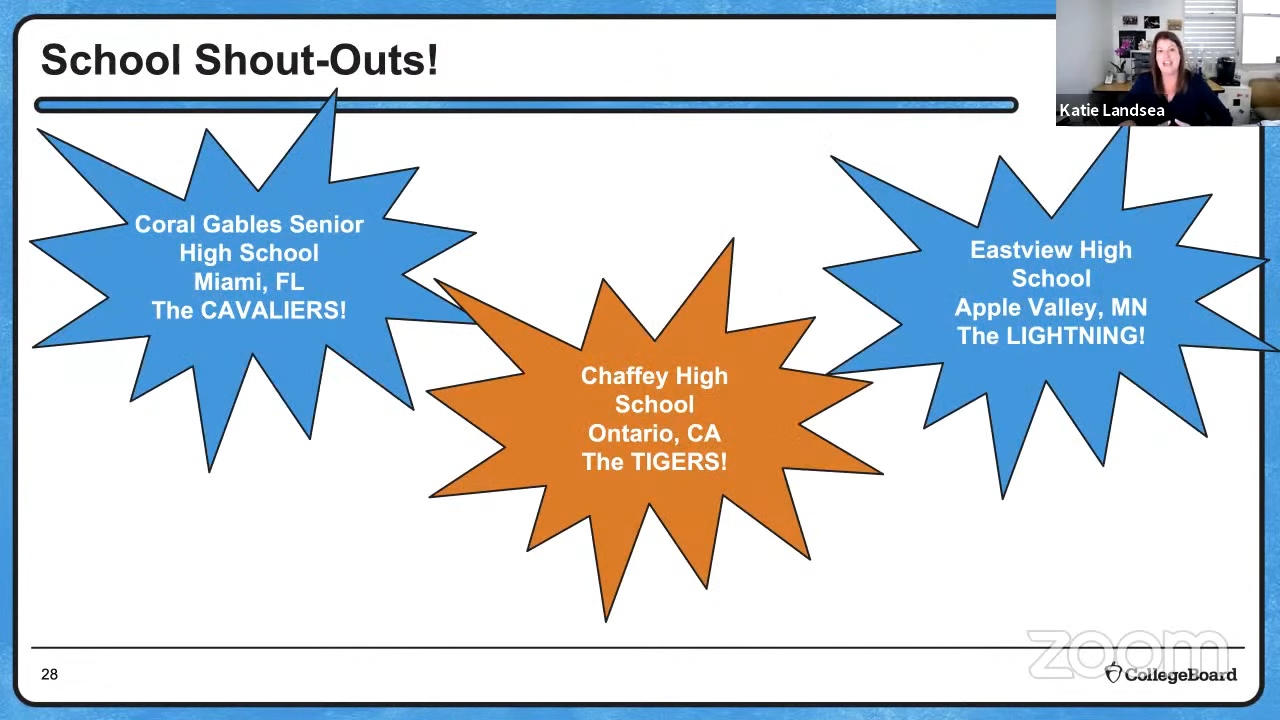 School Shout-Outs!
Katie Landsea
Coral Gables Senior
High School
Miami, FL
The CAVALIERS!
Chaffey High
School
Ontario, CA
The TIGERS!
Eastview High
School
Apple Valley, MN
The LIGHTNING!
zoom
28
CollegeBoard